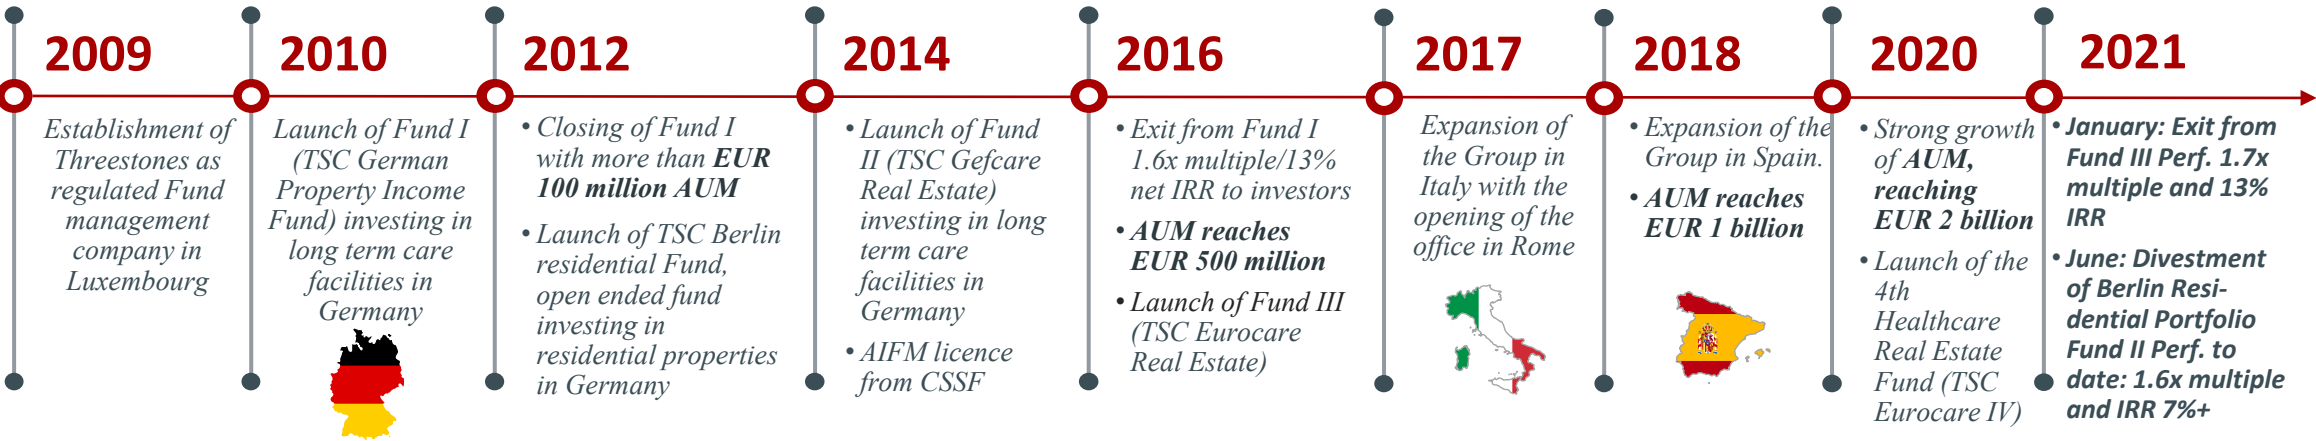 2009
Establishment of
Threestones as
regulated Fund
management
company in
Luxembourg
2010
Launch of Fund I
(TSC German
Property Income
Fund) investing in
long term care
facilities in
Germany
2012
• Closing of Fund I
with more than EUR
100 million AUM
• Launch of TSC Berlin
residential Fund,
open ended fund
investing in
residential properties
in Germany
2014
• Launch of Fund
II (TSC Gefcare
Real Estate)
investing in long
term care
facilities in
Germany
• AIFM licence
from CSSF
2016
• Exit from Fund I
1.6x multiple/13%
net IRR to investors
• AUM reaches
EUR 500 million
• Launch of Fund III
(TSC Eurocare
Real Estate)
2017
Expansion of
the Group in
Italy with the
opening of the
office in Rome
2018
• Expansion of the
Group in Spain.
• AUM reaches
EUR 1 billion
2020
• Strong growth
of AUM,
reaching
EUR 2 billion
• Launch of the
4th
Healthcare
Real Estate
Fund (TSC
Eurocare IV)
2021
• January: Exit from
Fund III Perf. 1.7x
multiple and 13%
IRR
• June: Divestment
of Berlin Resi-
dential Portfolio
Fund II Perf. to
date: 1.6x multiple
and IRR 7%+